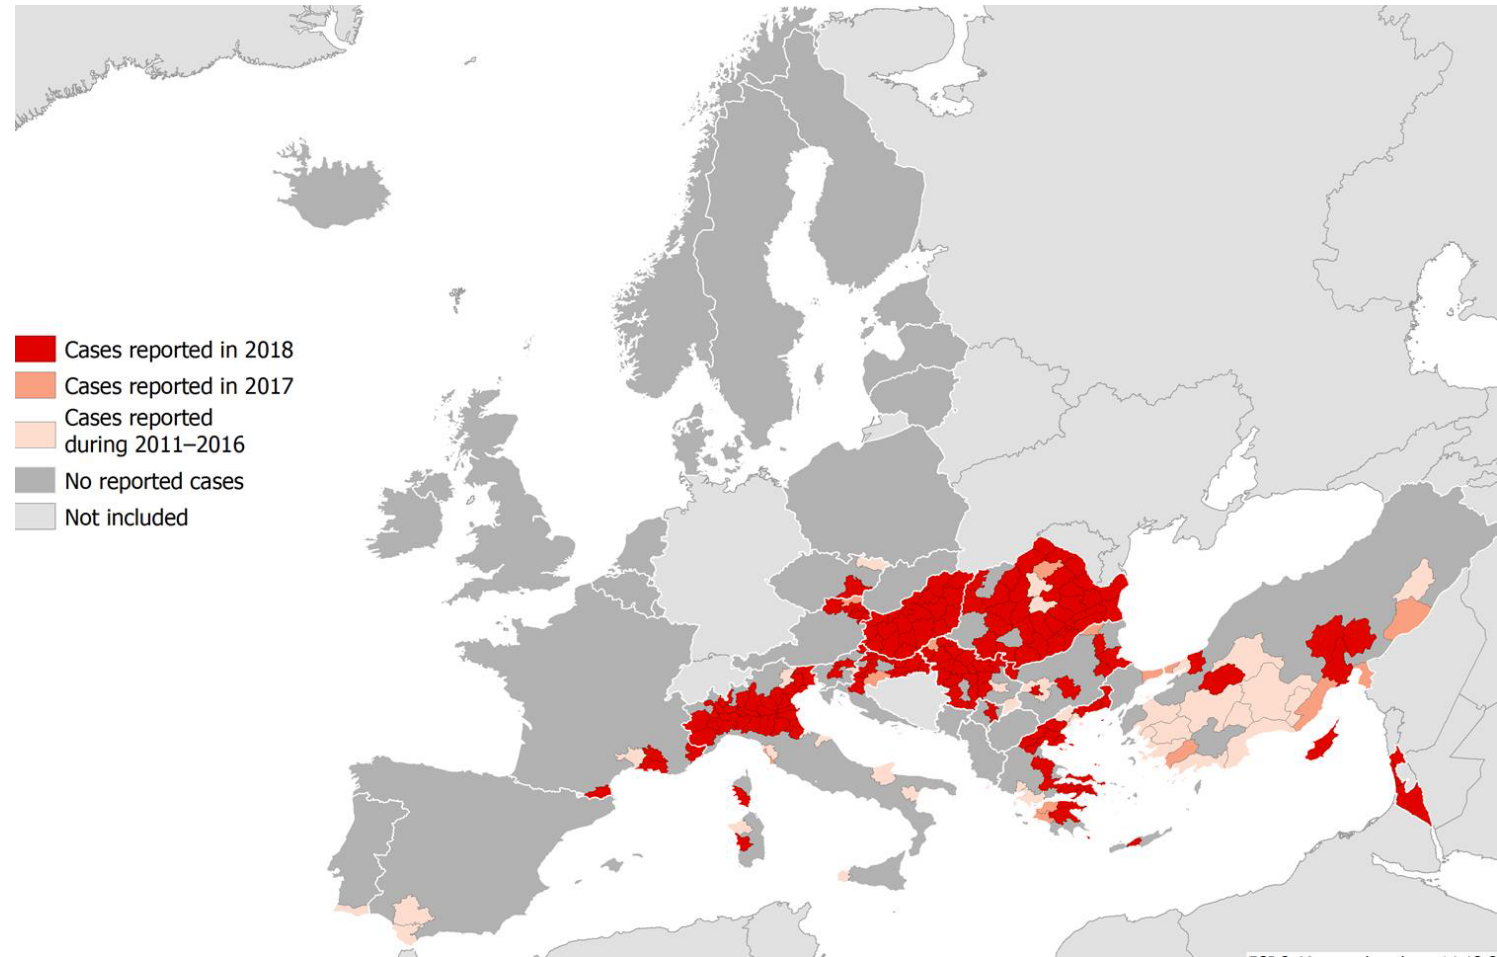 Cases reported in 2018
Cases reported in 2017
Cases reported
during 2011–2016
No reported cases
Not included